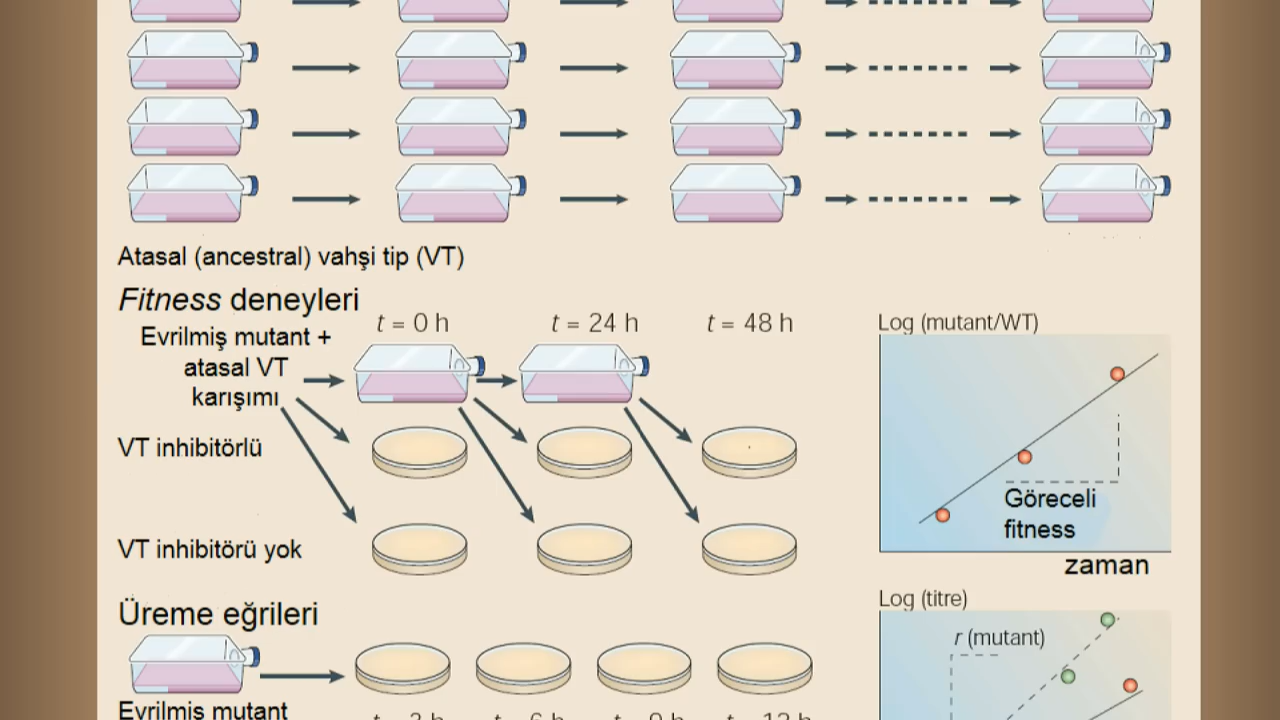 Atasal (ancestral) vahşi tip (VT)
Fitness deneyleri
Evrilmiş mutant +
atasal VT
karışımı
t = 0 h
t = 24 h
t = 48 h
VT inhibitörlü
VT inhibitörü yok
Log (mutant/WT)
Göreceli
fitness
zaman
Üreme eğrileri
Evrilmiş mutant
Log (titre)
r (mutant)